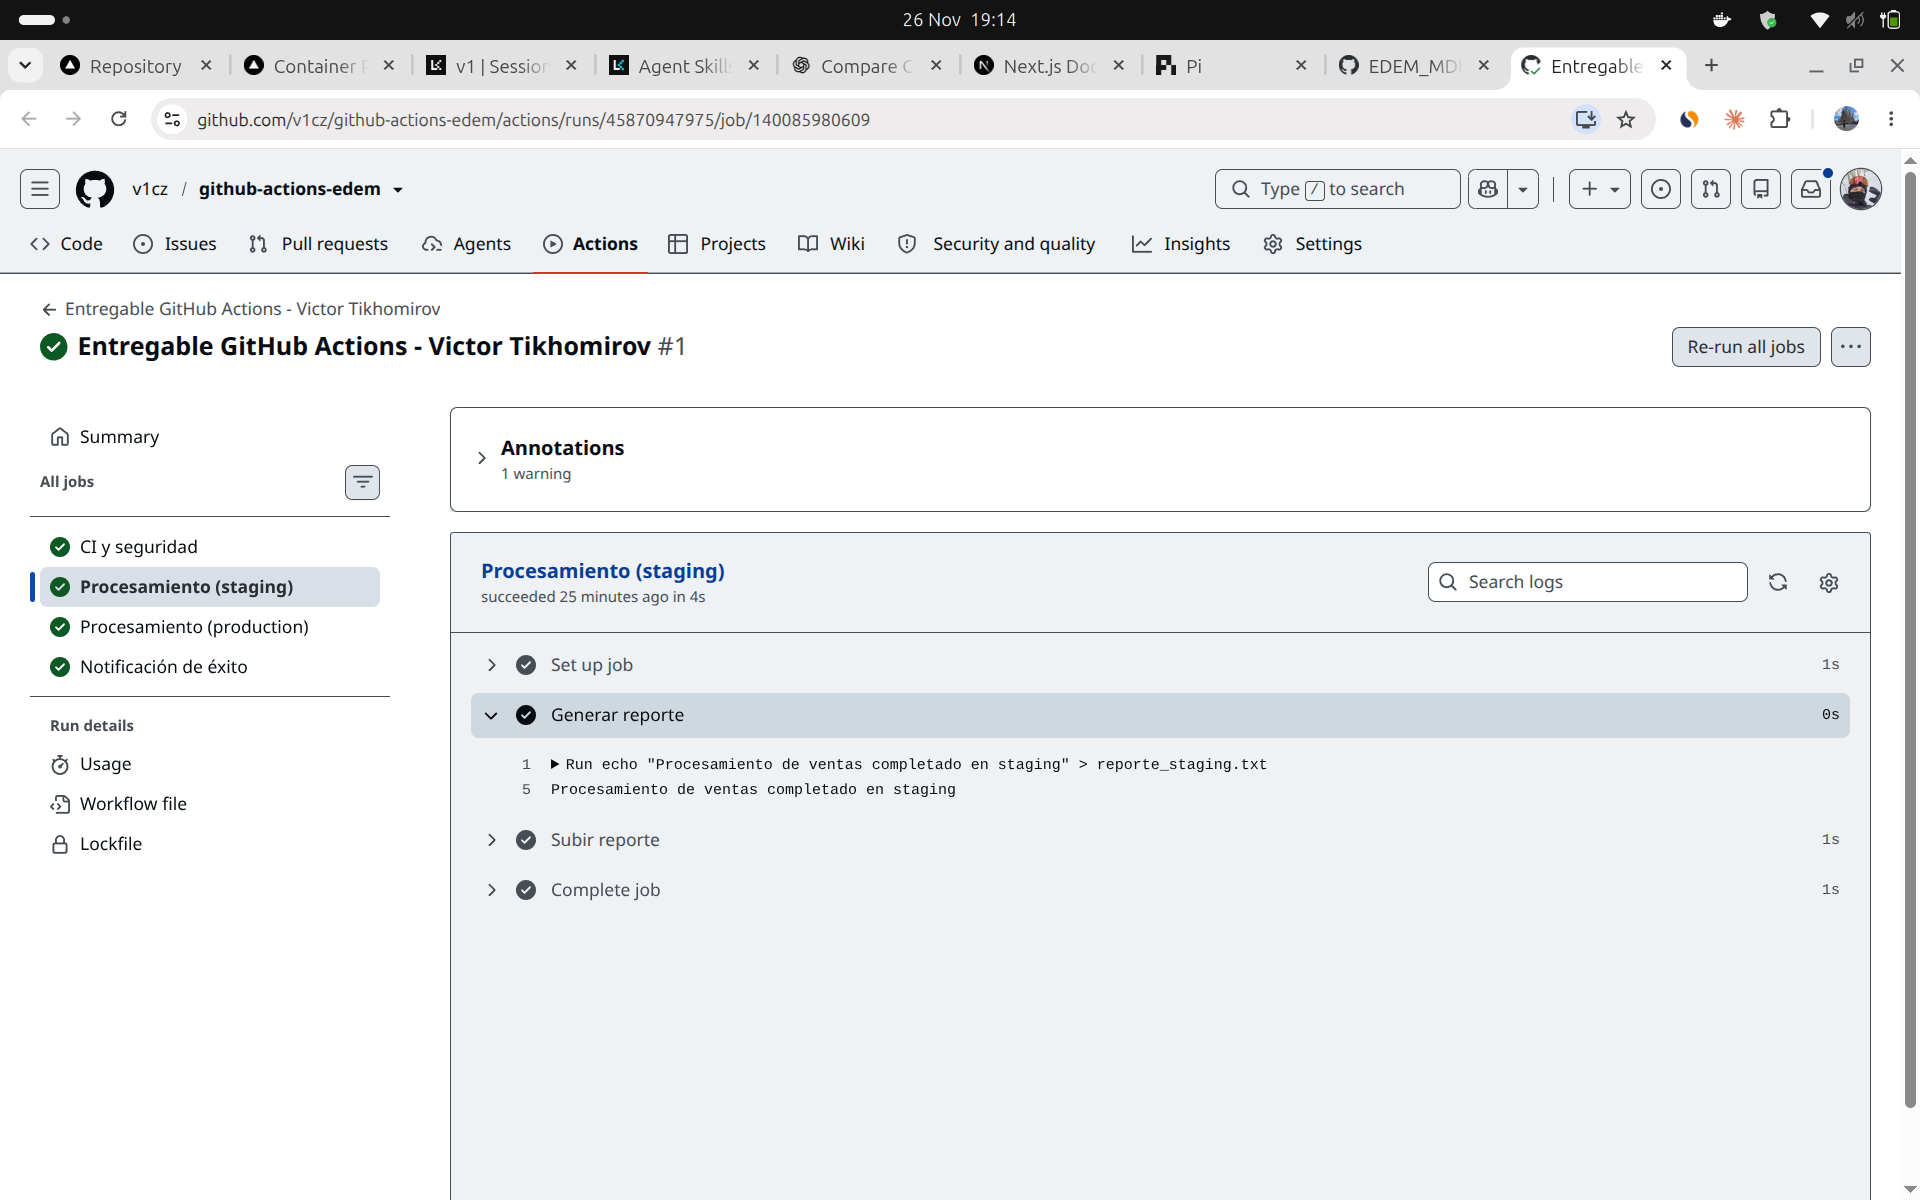 26 Nov 19:14
Repository
Container
v1 | Session
Agent Skills
Compare C
Next.js Doc
Pi
EDEM_MD
Entregable
github.com/v1cz/github-actions-edem/actions/runs/45870947975/job/140085980609
v1cz / github-actions-edem
Type / to search
Code
Issues
Pull requests
Agents
Actions
Projects
Wiki
Security and quality
Insights
Settings
Entregable GitHub Actions - Victor Tikhomirov
Entregable GitHub Actions - Victor Tikhomirov #1
Re-run all jobs
Summary
All jobs
CI y seguridad
Procesamiento (staging)
Procesamiento (production)
Notificación de éxito
Run details
Usage
Workflow file
Lockfile
Annotations
1 warning
Procesamiento (staging)
succeeded 25 minutes ago in 4s
Search logs
Set up job 1s
Generar reporte 0s
1 Run echo "Procesamiento de ventas completado en staging" > reporte_staging.txt
5 Procesamiento de ventas completado en staging
Subir reporte 1s
Complete job 1s